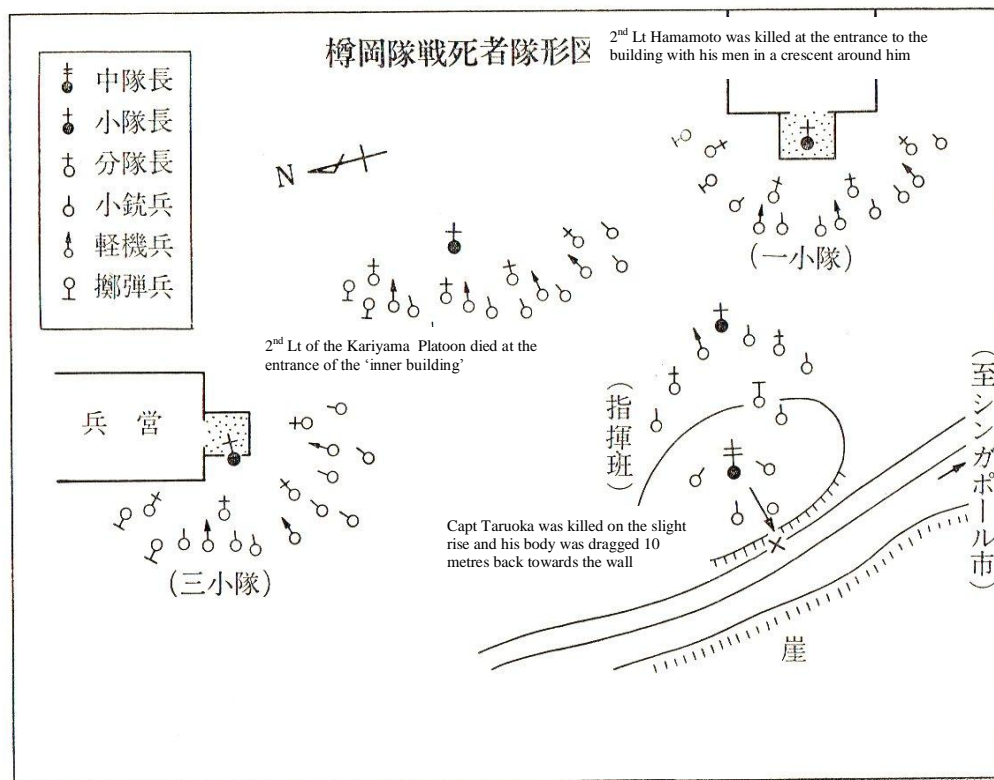 樽岡隊戦死者隊形図
2nd Lt Hamamoto was killed at the entrance to the
building with his men in a crescent around him
中隊長
小隊長
分隊長
小銃兵
軽機兵
擲弾兵
N
(一小隊)
2nd Lt of the Kariyama Platoon died at the
entrance of the ‘inner building’
兵営
(三小隊)
(指揮班)
(至シンガポール市)
Capt Taruoka was killed on the slight
rise and his body was dragged 10
metres back towards the wall
崖